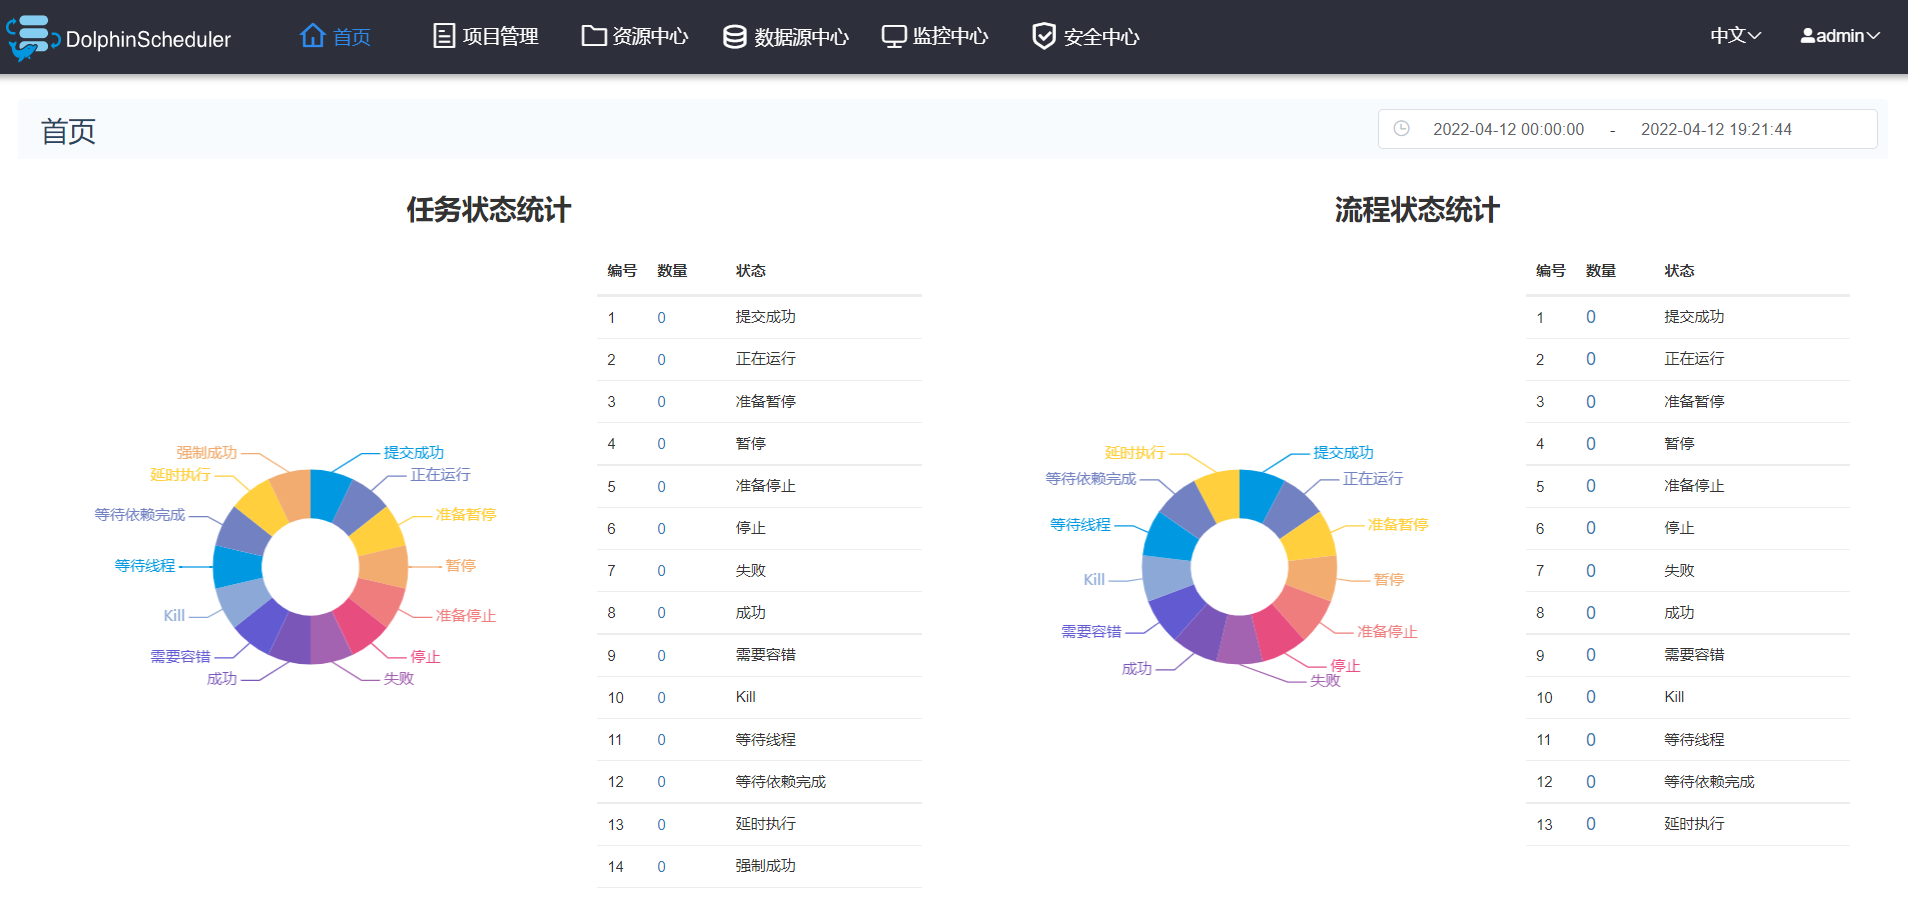 DolphinScheduler 首页 项目管理 资源中心 数据源中心 监控中心 安全中心 中文 admin
首页 2022-04-12 00:00:00 - 2022-04-12 19:21:44
任务状态统计
强制成功 提交成功
延时执行 正在运行
等待依赖完成 准备暂停
等待线程 暂停
Kill 准备停止
需要容错 停止
成功 失败
编号 数量 状态
1 0 提交成功
2 0 正在运行
3 0 准备暂停
4 0 暂停
5 0 准备停止
6 0 停止
7 0 失败
8 0 成功
9 0 需要容错
10 0 Kill
11 0 等待线程
12 0 等待依赖完成
13 0 延时执行
14 0 强制成功
流程状态统计
延时执行 提交成功
等待依赖完成 正在运行
等待线程 准备暂停
Kill 暂停
需要容错 准备停止
成功 停止
失败
编号 数量 状态
1 0 提交成功
2 0 正在运行
3 0 准备暂停
4 0 暂停
5 0 准备停止
6 0 停止
7 0 失败
8 0 成功
9 0 需要容错
10 0 Kill
11 0 等待线程
12 0 等待依赖完成
13 0 延时执行